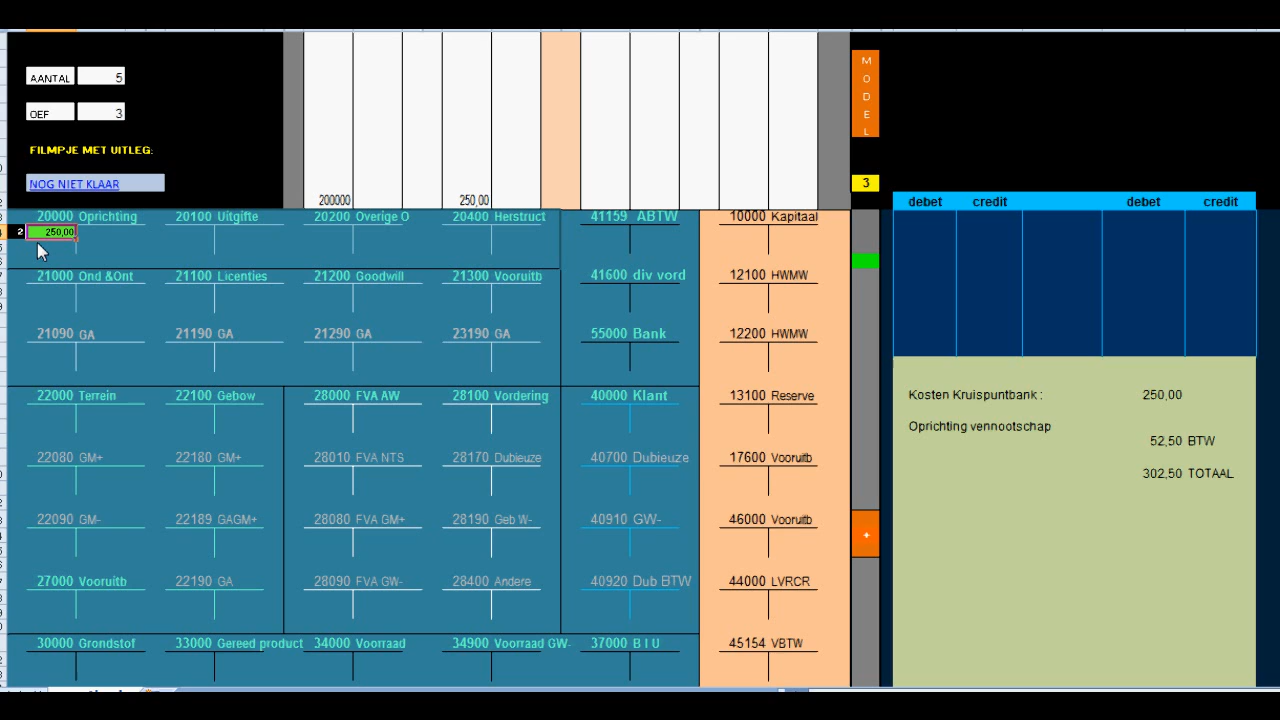 AANTAL 5
OEF 3
FILMPJE MET UITLEG:
NOG NIET KLAAR
200000 250,00
M
O
D
E
L
3
debet credit debet credit
20000 Oprichting 20100 Uitgifte 20200 Overige O 20400 Herstruct 41159 ABTW 10000 Kapitaal
2 250,00
21000 Ond &Ont 21100 Licenties 21200 Goodwill 21300 Vooruitb 41600 div vord 12100 HWMW
21090 GA 21190 GA 21290 GA 23190 GA 55000 Bank 12200 HWMW
22000 Terrein 22100 Gebow 28000 FVA AW 28100 Vordering 40000 Klant 13100 Reserve
22080 GM+ 22180 GM+ 28010 FVA NTS 28170 Dubieuze 40700 Dubieuze 17600 Vooruitb
22090 GM- 22189 GAGM+ 28080 FVA GM+ 28190 Geb W- 40910 GW- 46000 Vooruitb
+
27000 Vooruitb 22190 GA 28090 FVA GW- 28400 Andere 40920 Dub BTW 44000 LVRCR
30000 Grondstof 33000 Gereed product 34000 Voorraad 34900 Voorraad GW- 37000 B I U 45154 VBTW
Kosten Kruispuntbank : 250,00
Oprichting vennootschap
52,50 BTW
302,50 TOTAAL